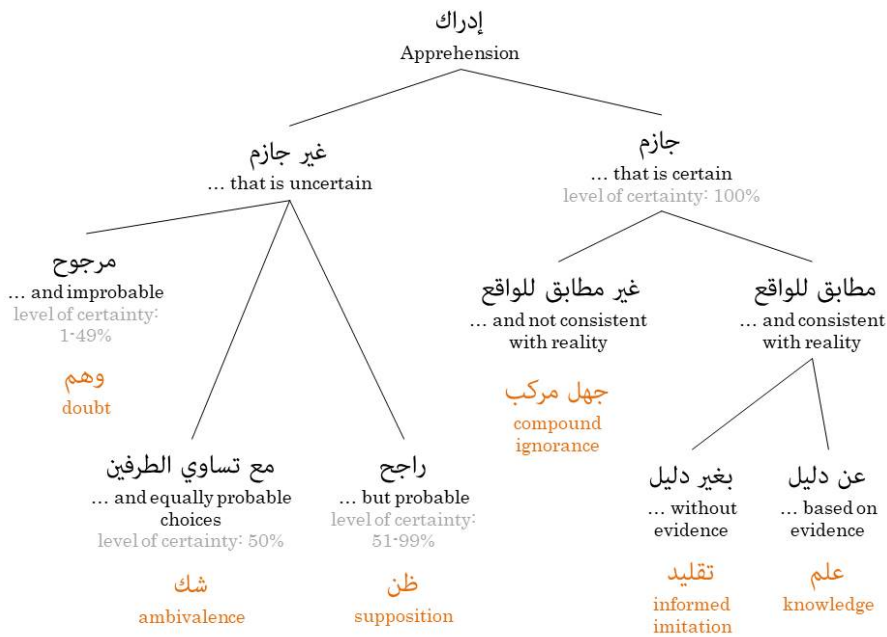 إدراك
Apprehension
غير جازم
... that is uncertain
جازم
... that is certain
level of certainty: 100%
مرجوح
... and improbable
level of certainty:
1-49%
وهم
doubt
غير مطابق للواقع
... and not consistent
with reality
جهل مركب
compound
ignorance
مطابق للواقع
... and consistent
with reality
مع تساوي الطرفين
... and equally probable
choices
level of certainty: 50%
شك
ambivalence
راجح
... but probable
level of certainty:
51-99%
ظن
supposition
بغير دليل
... without
evidence
تقليد
informed
imitation
عن دليل
... based on
evidence
علم
knowledge